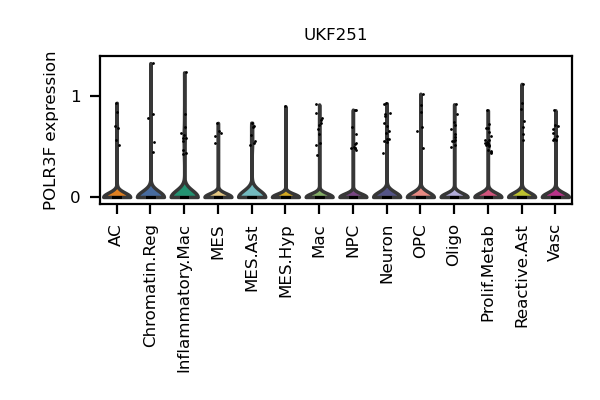 UKF251
POLR3F expression
1
0
AC
Chromatin.Reg
Inflammatory.Mac
MES
MES.Ast
MES.Hyp
Mac
NPC
Neuron
OPC
Oligo
Prolif.Metab
Reactive.Ast
Vasc